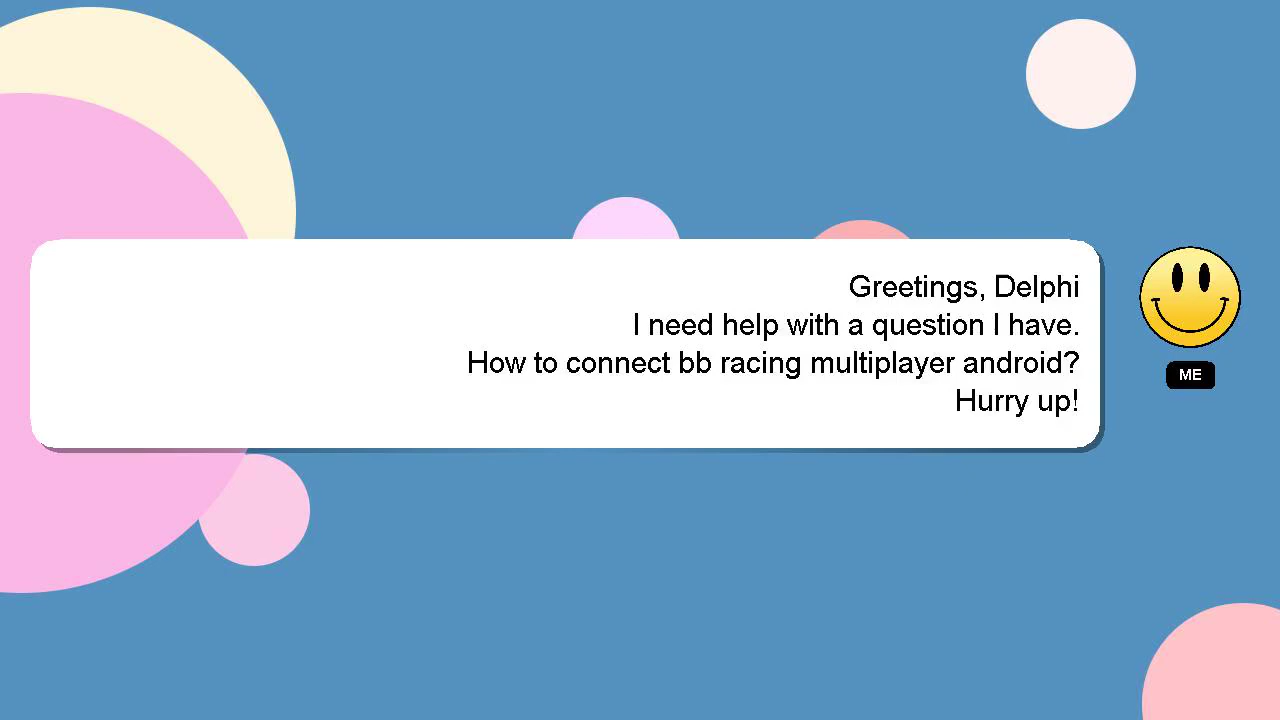 Greetings, Delphi
I need help with a question I have.
How to connect bb racing multiplayer android?
Hurry up!
ME